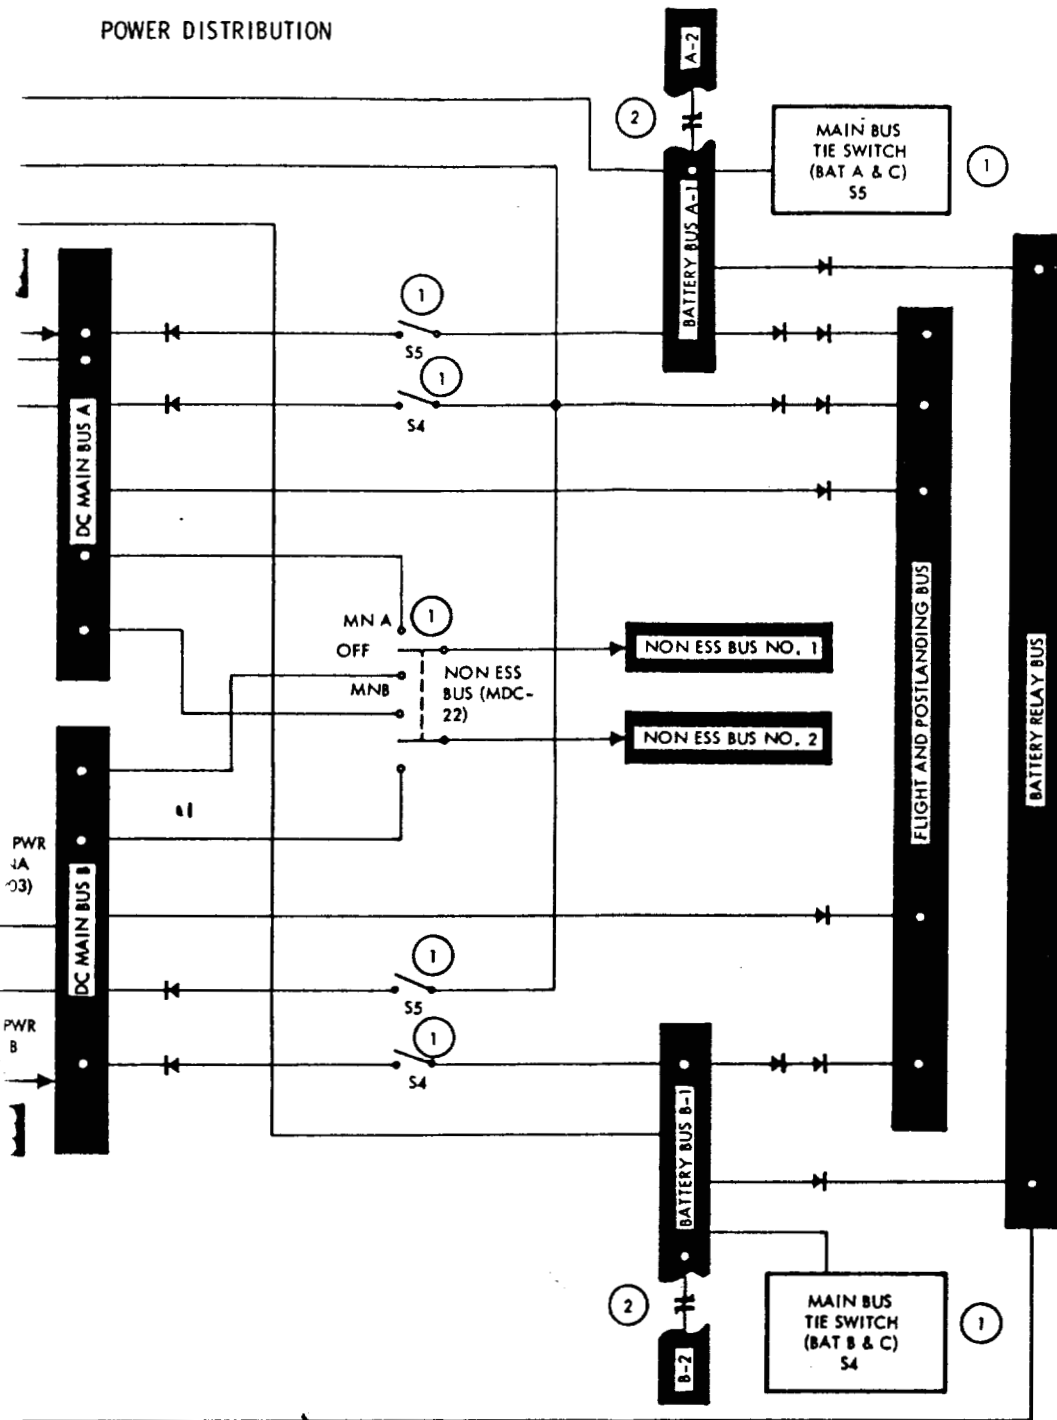 POWER DISTRIBUTION
A-2
2
MAIN BUS
TIE SWITCH
(BAT A & C)
S5
1
BATTERY BUS A-1
1
S5
1
S4
DC MAIN BUS A
MN A
1
OFF
NON ESS BUS NO. 1
MNB
NON ESS
BUS (MDC-
22)
NON ESS BUS NO. 2
FLIGHT AND POSTLANDING BUS
BATTERY RELAY BUS
PWR
03)
DC MAIN BUS B
1
S5
PWR
B
1
S4
BATTERY BUS B-1
2
B-2
MAIN BUS
TIE SWITCH
(BAT B & C)
S4
1